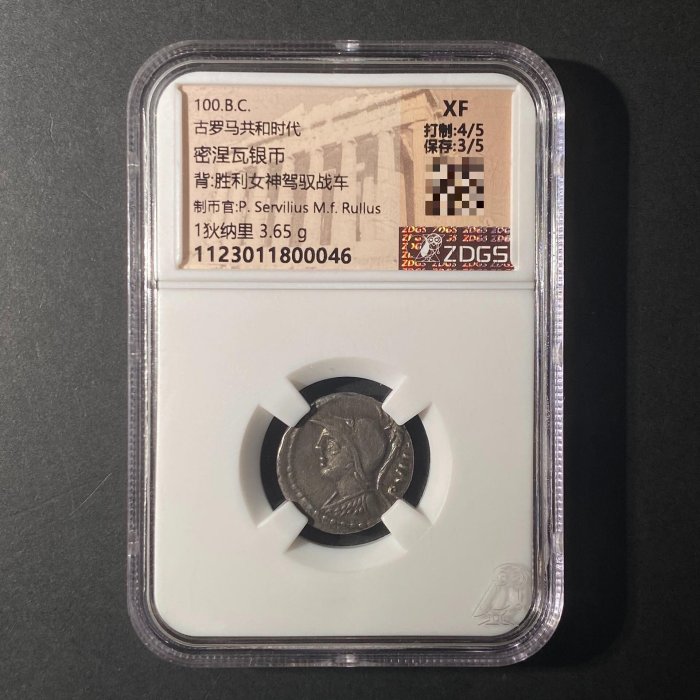 100.B.C.
古罗马共和时代
密涅瓦银币
背:胜利女神驾驭战车
制币官:P. Servilius M.f. Rullus
1狄纳里 3.65 g
1123011800046
XF
打制:4/5
保存:3/5
ZDGS